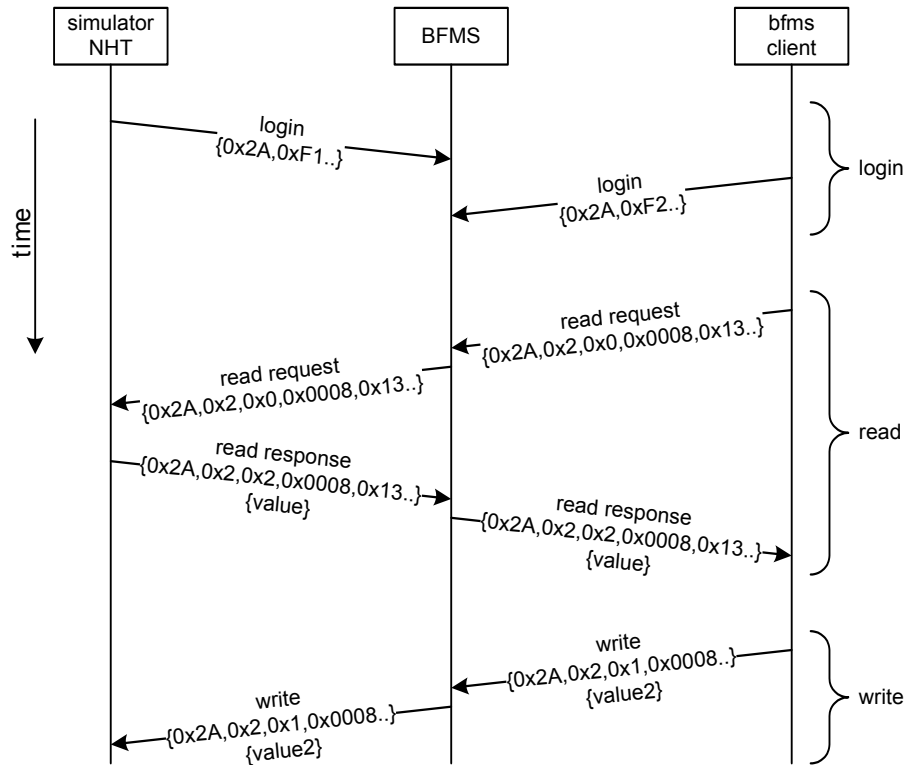 simulator
NHT
BFMS
bfms
client
login
{0x2A,0xF1..}
login
{0x2A,0xF2..}
login
time
read request
{0x2A,0x2,0x0,0x0008,0x13..}
read request
{0x2A,0x2,0x0,0x0008,0x13..}
read response
{0x2A,0x2,0x2,0x0008,0x13..}
{value}
read response
{0x2A,0x2,0x2,0x0008,0x13..}
{value}
read
write
{0x2A,0x2,0x1,0x0008..}
{value2}
write
{0x2A,0x2,0x1,0x0008..}
{value2}
write